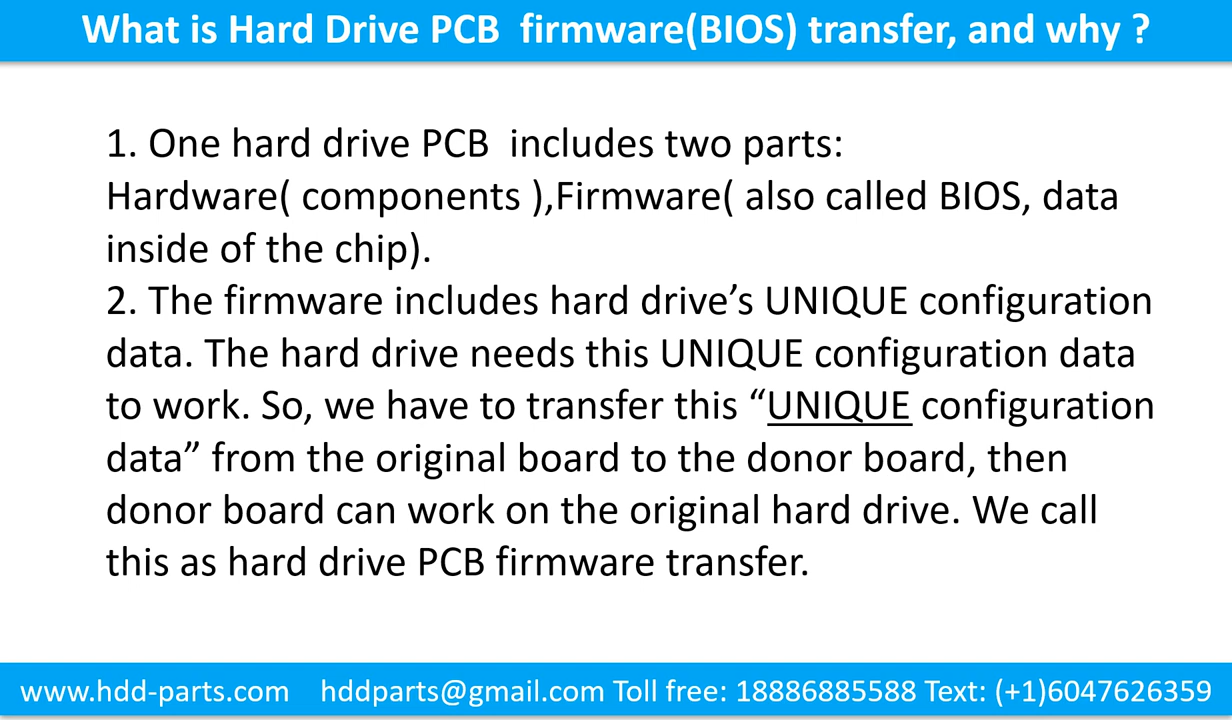 What is Hard Drive PCB  firmware(BIOS) transfer, and why ?
1. One hard drive PCB  includes two parts:
Hardware( components ),Firmware( also called BIOS, data
inside of the chip).
2. The firmware includes hard drive’s UNIQUE configuration
data. The hard drive needs this UNIQUE configuration data
to work. So, we have to transfer this “UNIQUE configuration
data” from the original board to the donor board, then
donor board can work on the original hard drive. We call
this as hard drive PCB firmware transfer.
www.hdd-parts.com    hddparts@gmail.com Toll free: 18886885588 Text: (+1)6047626359